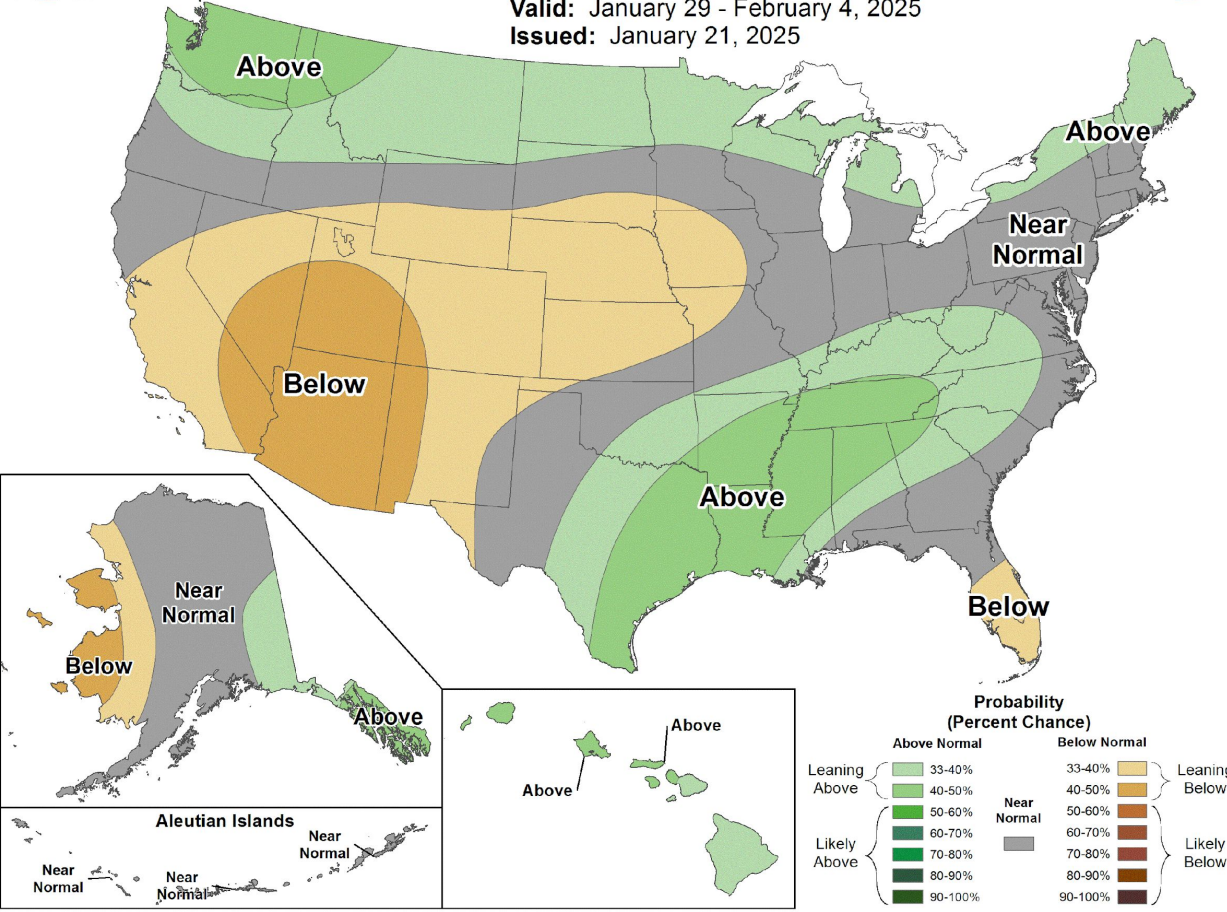 Valid: January 29 - February 4, 2025
Issued: January 21, 2025
Above
Above
Near
Normal
Below
Above
Below
Near
Normal
Below
Above
Aleutian Islands
Near
Normal
Near
Normal
Near
Normal
Above
Above
Probability
(Percent Chance)
Above Normal
Below Normal
Leaning
Above
33-40%
40-50%
Likely
Above
50-60%
60-70%
70-80%
80-90%
90-100%
Near
Normal
33-40%
40-50%
Leaning
Below
50-60%
60-70%
70-80%
80-90%
90-100%
Likely
Below